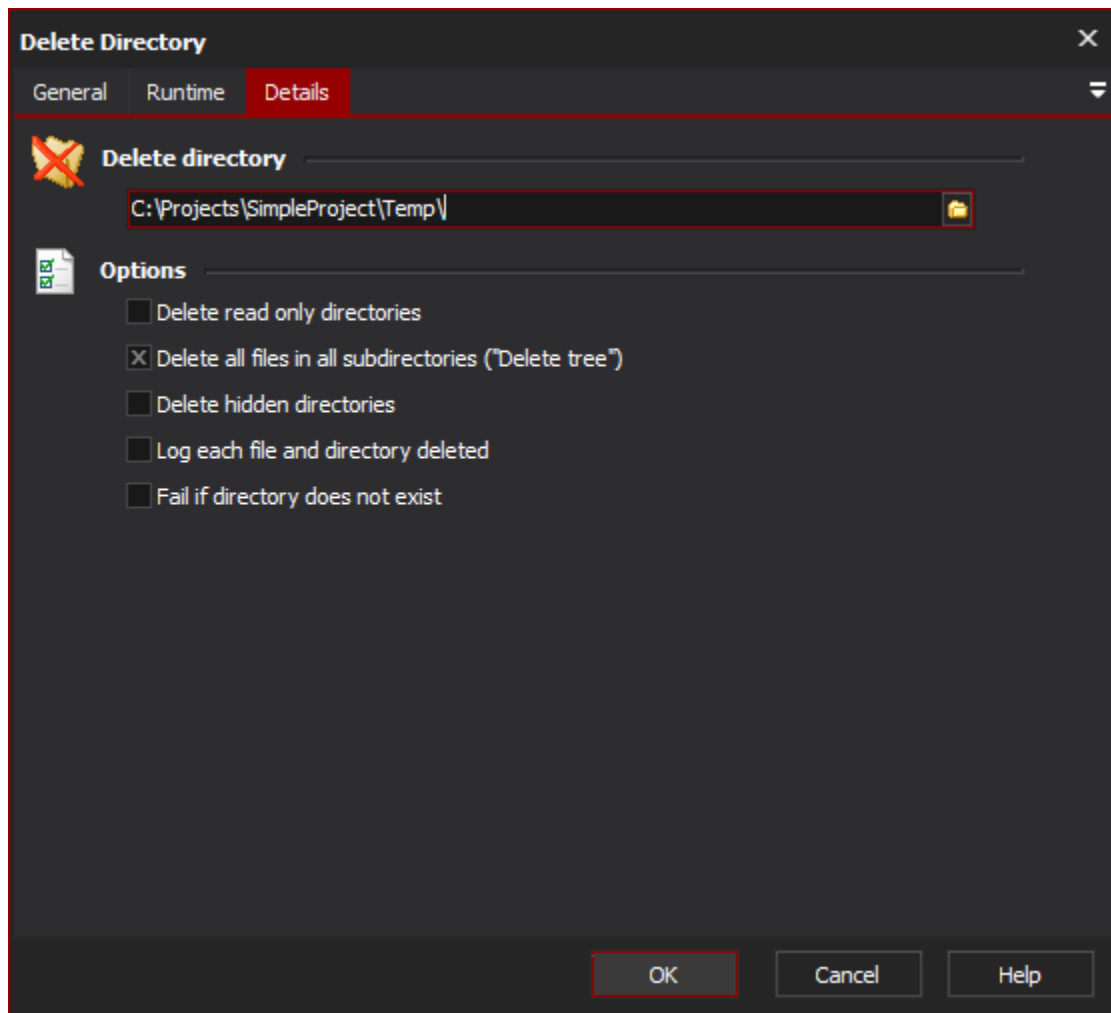 Delete Directory
General Runtime Details
Delete directory
C:\Projects\SimpleProject\Temp\
Options
Delete read only directories
Delete all files in all subdirectories ("Delete tree")
Delete hidden directories
Log each file and directory deleted
Fail if directory does not exist
OK Cancel Help